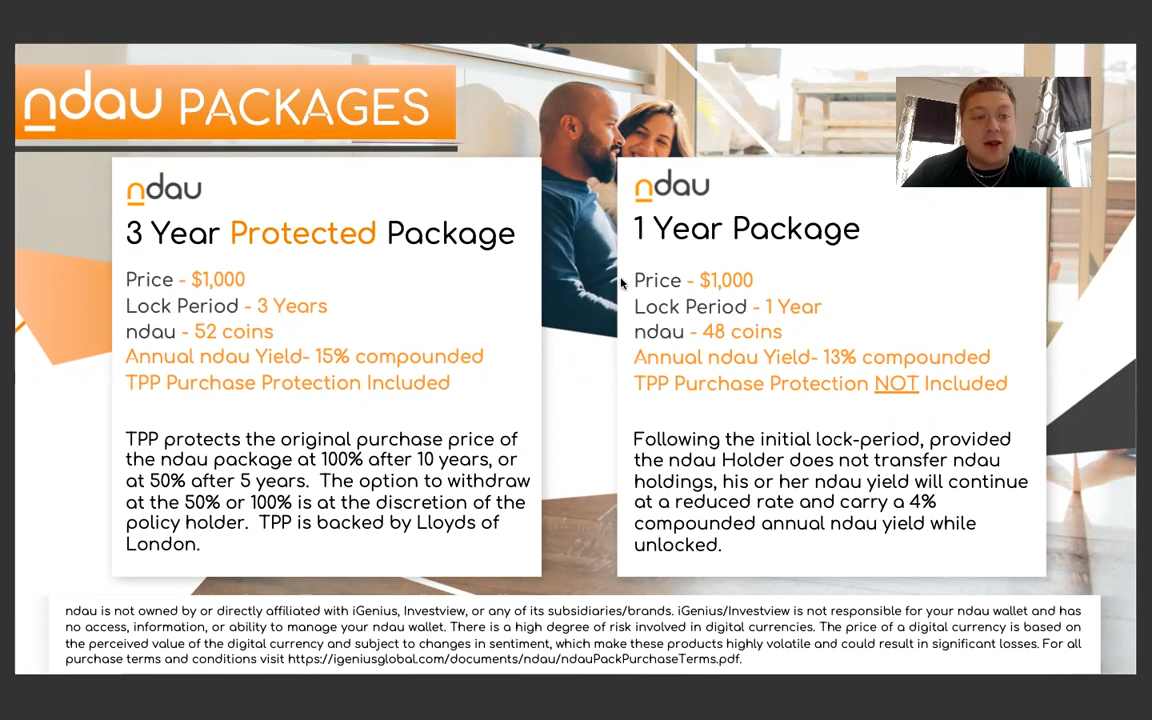 ndau PACKAGES
ndau
3 Year Protected Package
Price - $1,000
Lock Period - 3 Years
ndau - 52 coins
Annual ndau Yield- 15% compounded
TPP Purchase Protection Included
TPP protects the original purchase price of
the ndau package at 100% after 10 years, or
at 50% after 5 years. The option to withdraw
at the 50% or 100% is at the discretion of the
policy holder. TPP is backed by Lloyds of
London.
ndau
1 Year Package
Price - $1,000
Lock Period - 1 Year
ndau - 48 coins
Annual ndau Yield- 13% compounded
TPP Purchase Protection NOT Included
Following the initial lock-period, provided
the ndau Holder does not transfer ndau
holdings, his or her ndau yield will continue
at a reduced rate and carry a 4%
compounded annual ndau yield while
unlocked.
ndau is not owned by or directly affiliated with iGenius, Investview, or any of its subsidiaries/brands. iGenius/Investview is not responsible for your ndau wallet and has
no access, information, or ability to manage your ndau wallet. There is a high degree of risk involved in digital currencies. The price of a digital currency is based on
the perceived value of the digital currency and subject to changes in sentiment, which make these products highly volatile and could result in significant losses. For all
purchase terms and conditions visit https://igeniusglobal.com/documents/ndau/ndauPackPurchaseTerms.pdf.